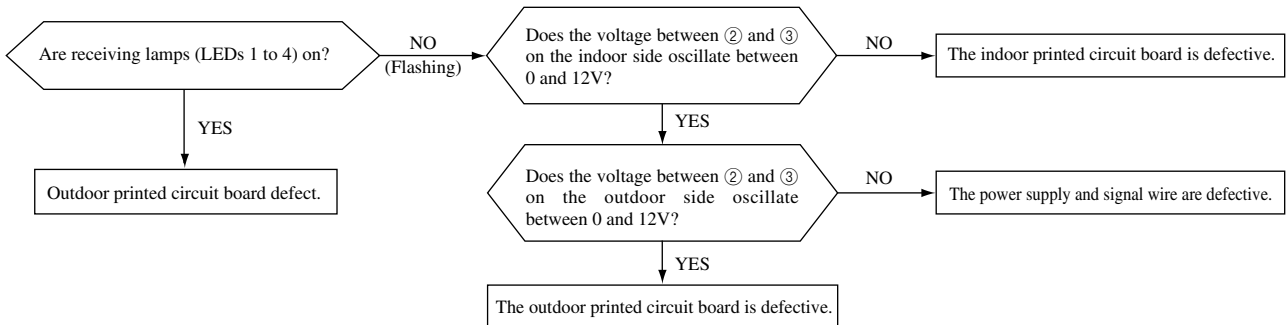 Are receiving lamps (LEDs 1 to 4) on?
NO
(Flashing)
Does the voltage between ② and ③
on the indoor side oscillate between
0 and 12V?
NO
The indoor printed circuit board is defective.
YES
YES
Outdoor printed circuit board defect.
Does the voltage between ② and ③
on the outdoor side oscillate
between 0 and 12V?
NO
The power supply and signal wire are defective.
YES
The outdoor printed circuit board is defective.